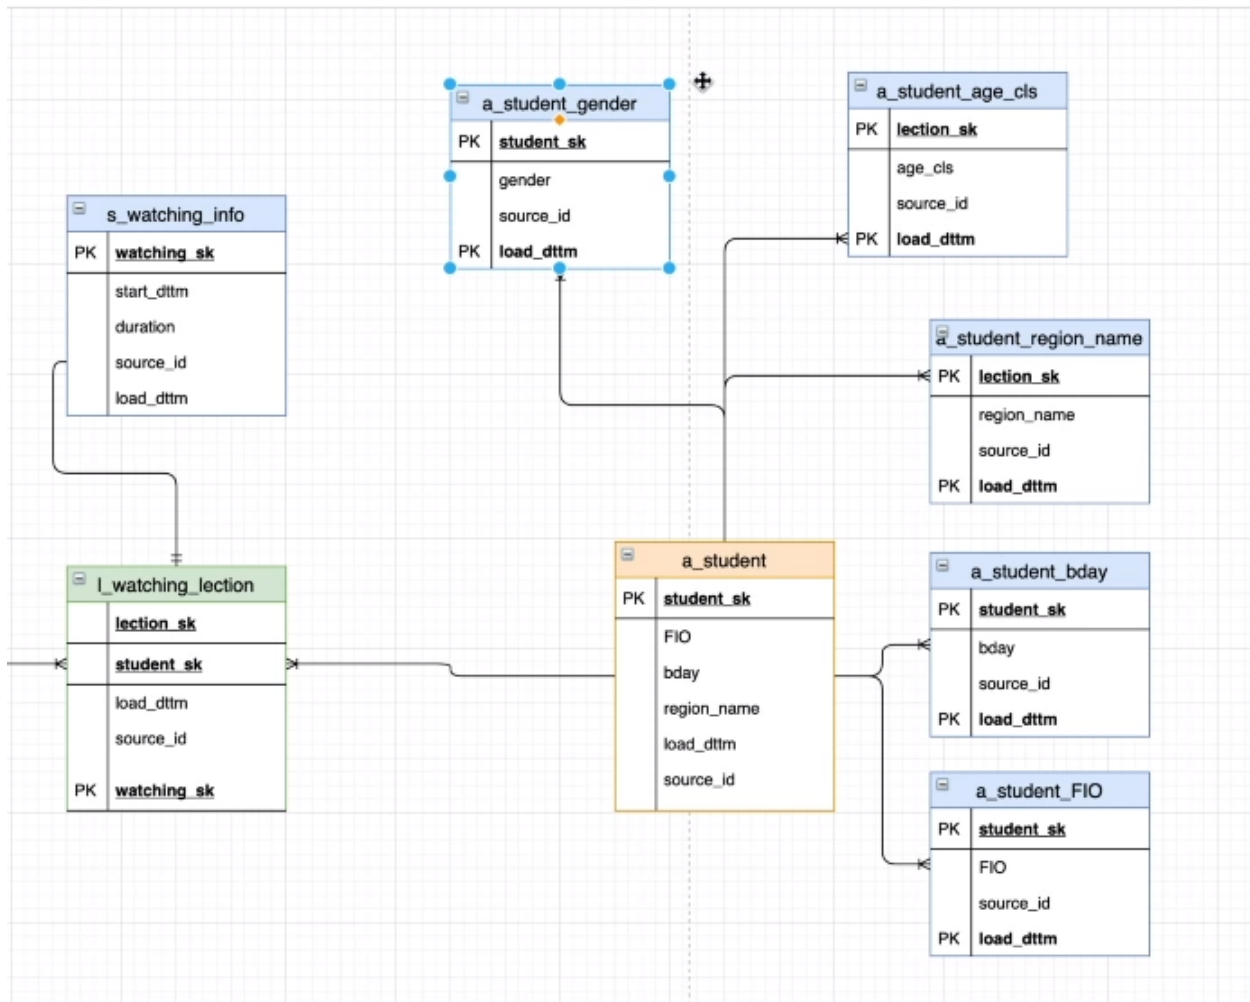 a_student_gender
PK student_sk
gender
source_id
PK load_dttm
a_student_age_cls
PK lection_sk
age_cls
source_id
PK load_dttm
s_watching_info
PK watching_sk
start_dttm
duration
source_id
load_dttm
a_student_region_name
PK lection_sk
region_name
source_id
PK load_dttm
l_watching_lection
lection_sk
student_sk
load_dttm
source_id
PK watching_sk
a_student
PK student_sk
FIO
bday
region_name
load_dttm
source_id
a_student_bday
PK student_sk
bday
source_id
PK load_dttm
a_student_FIO
PK student_sk
FIO
source_id
PK load_dttm